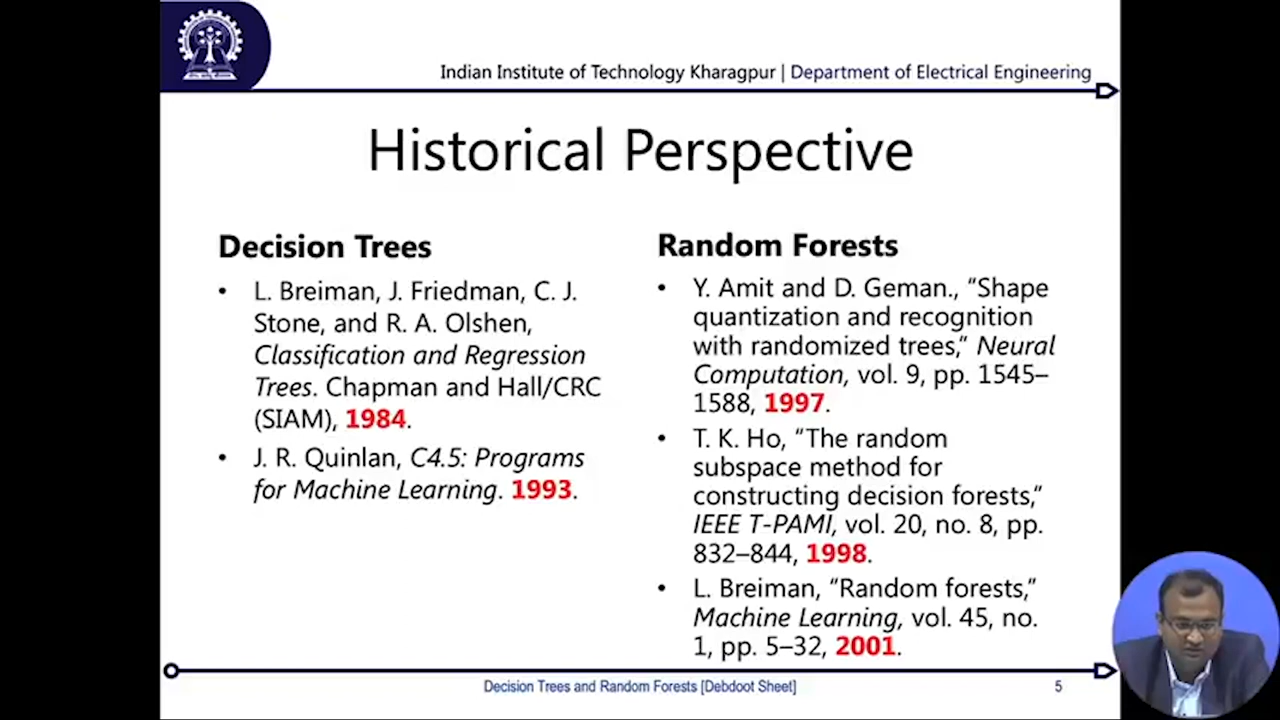 Indian Institute of Technology Kharagpur | Department of Electrical Engineering
Historical Perspective
Decision Trees
• L. Breiman, J. Friedman, C. J.
Stone, and R. A. Olshen,
Classification and Regression
Trees. Chapman and Hall/CRC
(SIAM), 1984.
• J. R. Quinlan, C4.5: Programs
for Machine Learning. 1993.
Random Forests
• Y. Amit and D. Geman., “Shape
quantization and recognition
with randomized trees,” Neural
Computation, vol. 9, pp. 1545–
1588, 1997.
• T. K. Ho, “The random
subspace method for
constructing decision forests,”
IEEE T-PAMI, vol. 20, no. 8, pp.
832–844, 1998.
• L. Breiman, “Random forests,”
Machine Learning, vol. 45, no.
1, pp. 5–32, 2001.
Decision Trees and Random Forests [Debdoot Sheet]
5